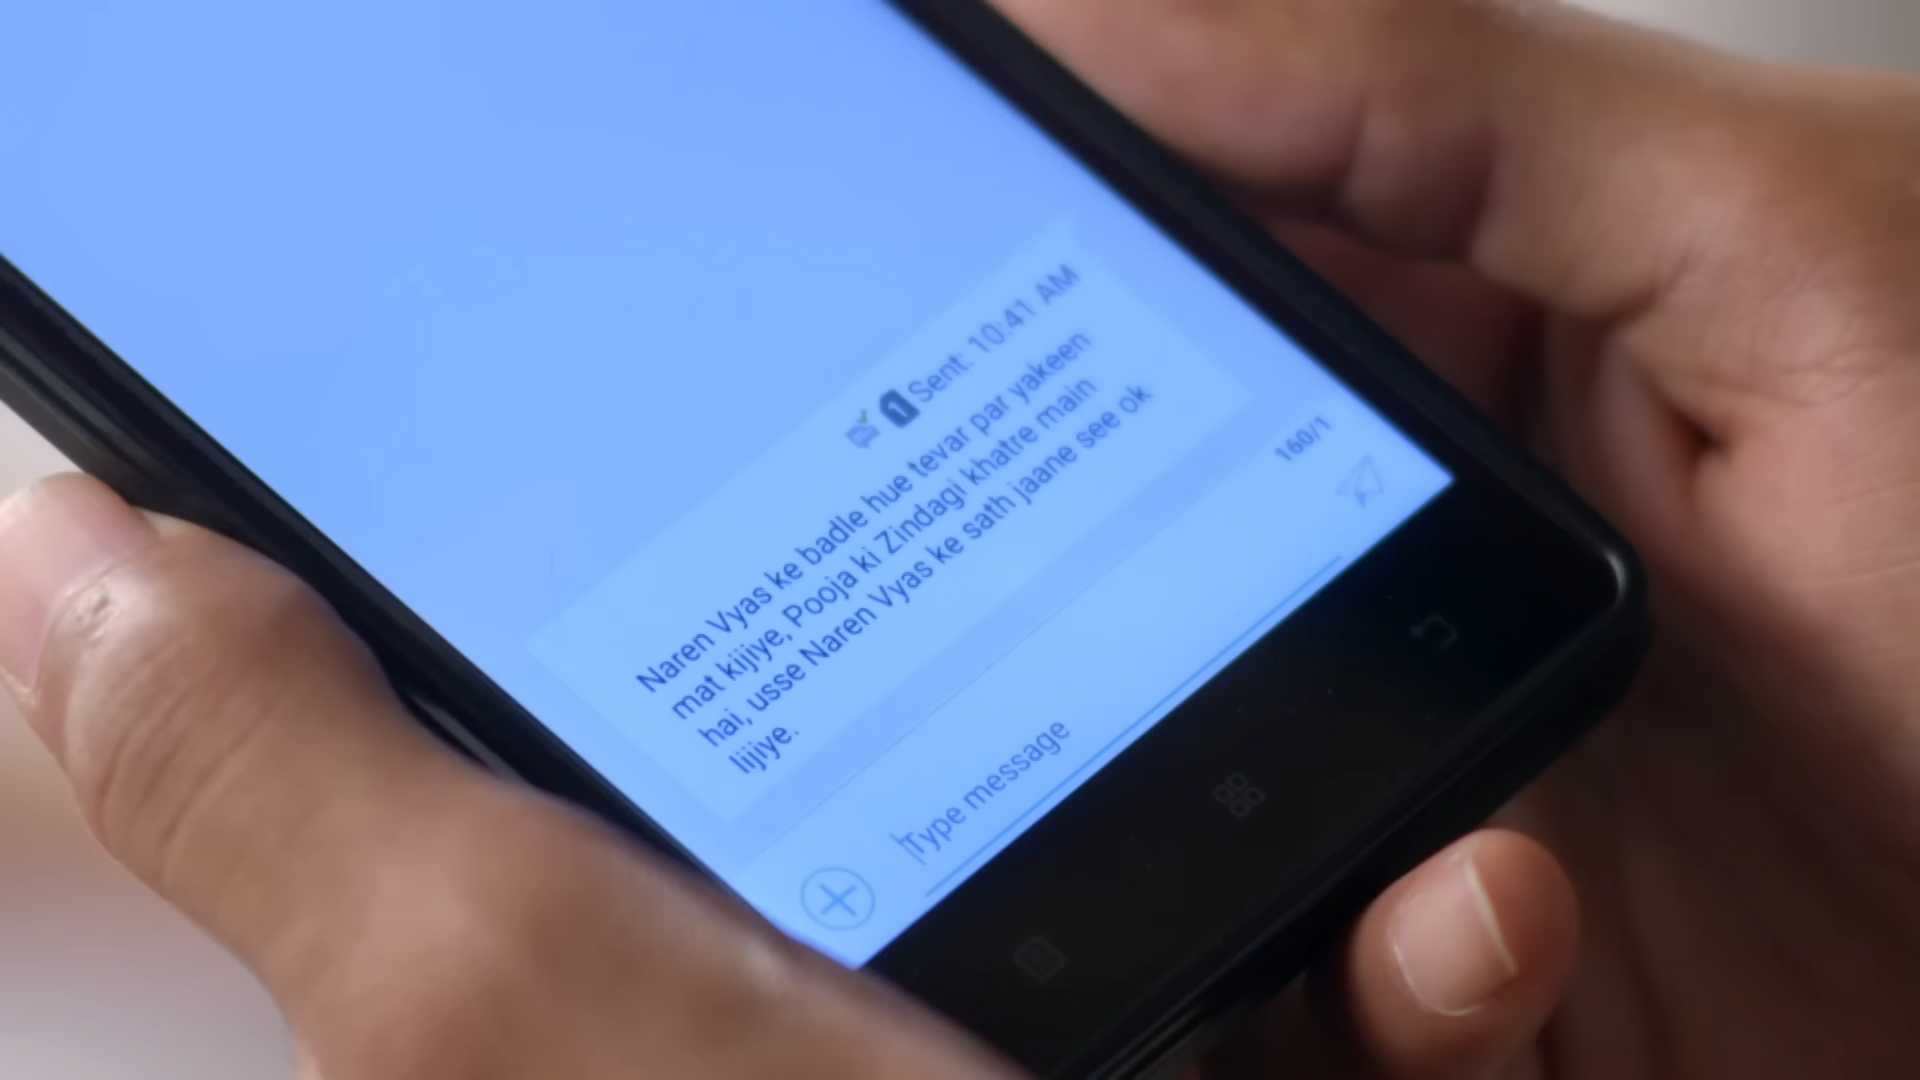 1 Sent: 10:41 AM
Naren Vyas ke badle hue tevar par yakeen
mat kijiye, Pooja ki Zindagi khatre main
hai, usse Naren Vyas ke sath jaane see ok
lijiye.
160/1
Type message